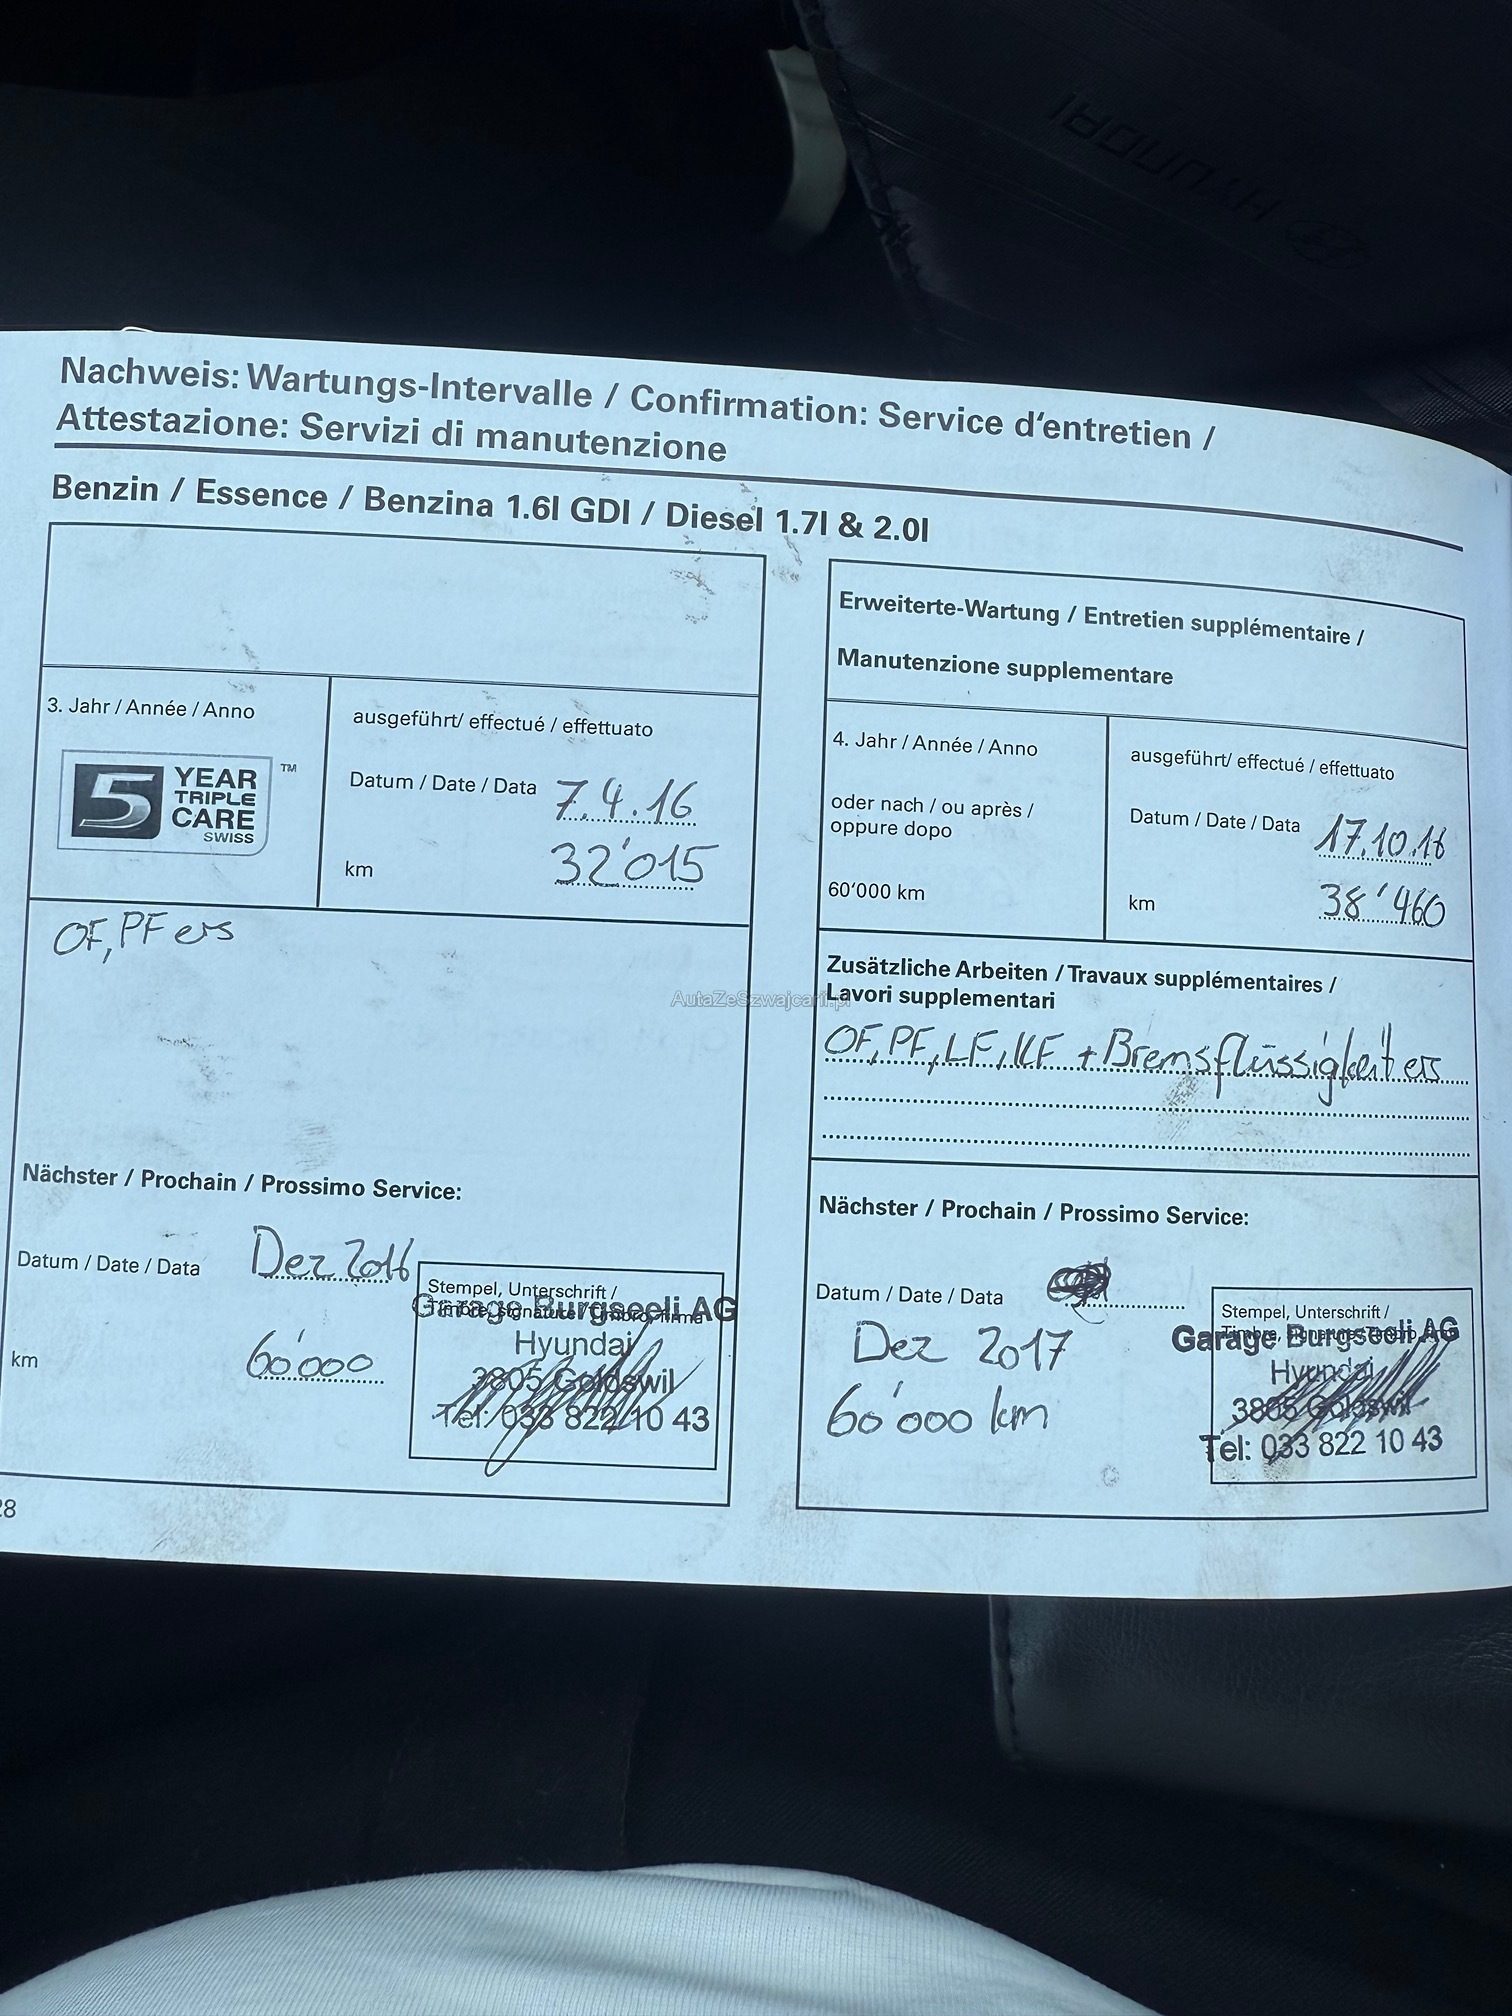 HYUNDAI
Nachweis: Wartungs-Intervalle / Confirmation: Service d'entretien /
Attestazione: Servizi di manutenzione
Benzin / Essence / Benzina 1.6l GDI / Diesel 1.7l & 2.0l
3. Jahr / Année / Anno
5 YEAR TRIPLE CARE SWISS ™
ausgeführt/ effectué / effettuato
Datum / Date / Data 7.4.16
km 32'015
OF, PF ers
Nächster / Prochain / Prossimo Service:
Datum / Date / Data Dez 2016
km 60'000
Stempel, Unterschrift /
Timbre, signature / Timbro, firma
Garage Burgseeli AG
Hyundai
3805 Goldswil
Tel: 033 822 10 43
28
Erweiterte-Wartung / Entretien supplémentaire /
Manutenzione supplementare
4. Jahr / Année / Anno
oder nach / ou après /
oppure dopo
60'000 km
ausgeführt/ effectué / effettuato
Datum / Date / Data 17.10.16
km 38'460
Zusätzliche Arbeiten / Travaux supplémentaires /
Lavori supplementari
OF, PF, LF, KF + Bremsflüssigkeit ers
Nächster / Prochain / Prossimo Service:
Datum / Date / Data
Dez 2017
60'000 km
Stempel, Unterschrift /
Garage Burgseeli AG
Hyundai
3805 Goldswil
Tel: 033 822 10 43
AutaZeSzwajcarii.pl